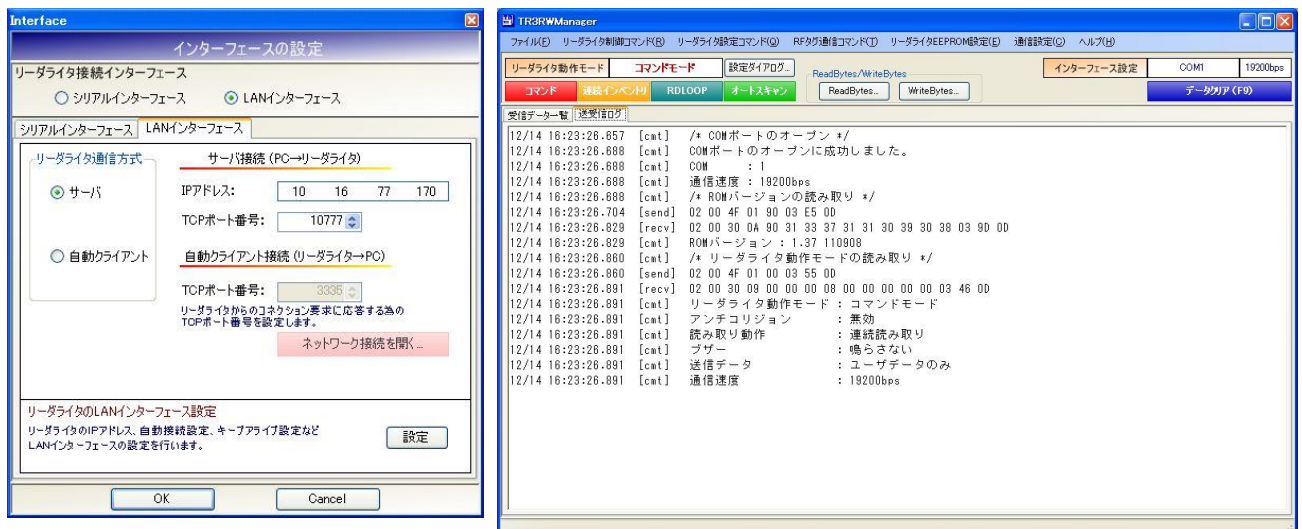 Interface
インターフェースの設定
リーダライタ接続インターフェース
シリアルインターフェース LANインターフェース
シリアルインターフェース LANインターフェース
リーダライタ通信方式
サーバ
自動クライアント
サーバ接続 (PC→リーダライタ)
IPアドレス: 10 16 77 170
TCPポート番号: 10777
自動クライアント接続 (リーダライタ→PC)
TCPポート番号: 3335
リーダライタからのコネクション要求に応答する為の
TCPポート番号を設定します。
ネットワーク接続を開く...
リーダライタのLANインターフェース設定
リーダライタのIPアドレス、自動接続設定、キープアライブ設定など
LANインターフェースの設定を行います。
設定
OK Cancel
TR3RWManager
ファイル(F) リーダライタ制御コマンド(R) リーダライタ設定コマンド(Q) RFタグ通信コマンド(T) リーダライタEEPROM設定(E) 通信設定(C) ヘルプ(H)
リーダライタ動作モード コマンドモード 設定ダイアログ... ReadBytes/WriteBytes インターフェース設定 COM1 19200bps
コマンド 連続インベントリ RDLOOP オートスキャン ReadBytes... WriteBytes... データクリア (F9)
受信データ一覧 送受信ログ
12/14 16:23:26.657 [cmt] /* COMポートのオープン */
12/14 16:23:26.688 [cmt] COMポートのオープンに成功しました。
12/14 16:23:26.688 [cmt] COM : 1
12/14 16:23:26.688 [cmt] 通信速度 : 19200bps
12/14 16:23:26.688 [cmt] /* ROMバージョンの読み取り */
12/14 16:23:26.704 [send] 02 00 4F 01 90 03 E5 0D
12/14 16:23:26.829 [recv] 02 00 30 0A 90 31 33 37 31 31 30 39 30 38 03 9D 0D
12/14 16:23:26.829 [cmt] ROMバージョン : 1.37 110908
12/14 16:23:26.860 [cmt] /* リーダライタ動作モードの読み取り */
12/14 16:23:26.860 [send] 02 00 4F 01 00 03 55 0D
12/14 16:23:26.891 [recv] 02 00 30 09 00 00 00 08 00 00 00 00 00 03 46 0D
12/14 16:23:26.891 [cmt] リーダライタ動作モード : コマンドモード
12/14 16:23:26.891 [cmt] アンチコリジョン : 無効
12/14 16:23:26.891 [cmt] 読み取り動作 : 連続読み取り
12/14 16:23:26.891 [cmt] ブザー : 鳴らさない
12/14 16:23:26.891 [cmt] 送信データ : ユーザデータのみ
12/14 16:23:26.891 [cmt] 通信速度 : 19200bps